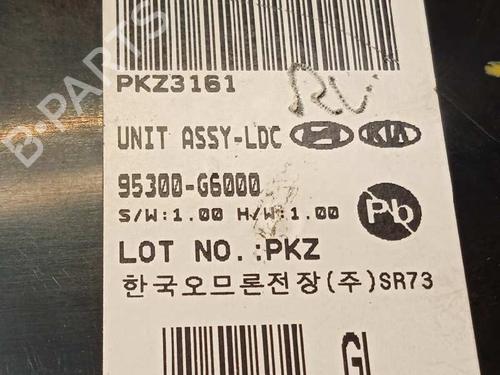 PKZ3161
RV
UNIT ASSY-LDC KIA
95300-G6000
S/W:1.00 H/W:1.00
Pb
LOT NO.:PKZ
한국오므론전장(주)SR73
B-PARTS